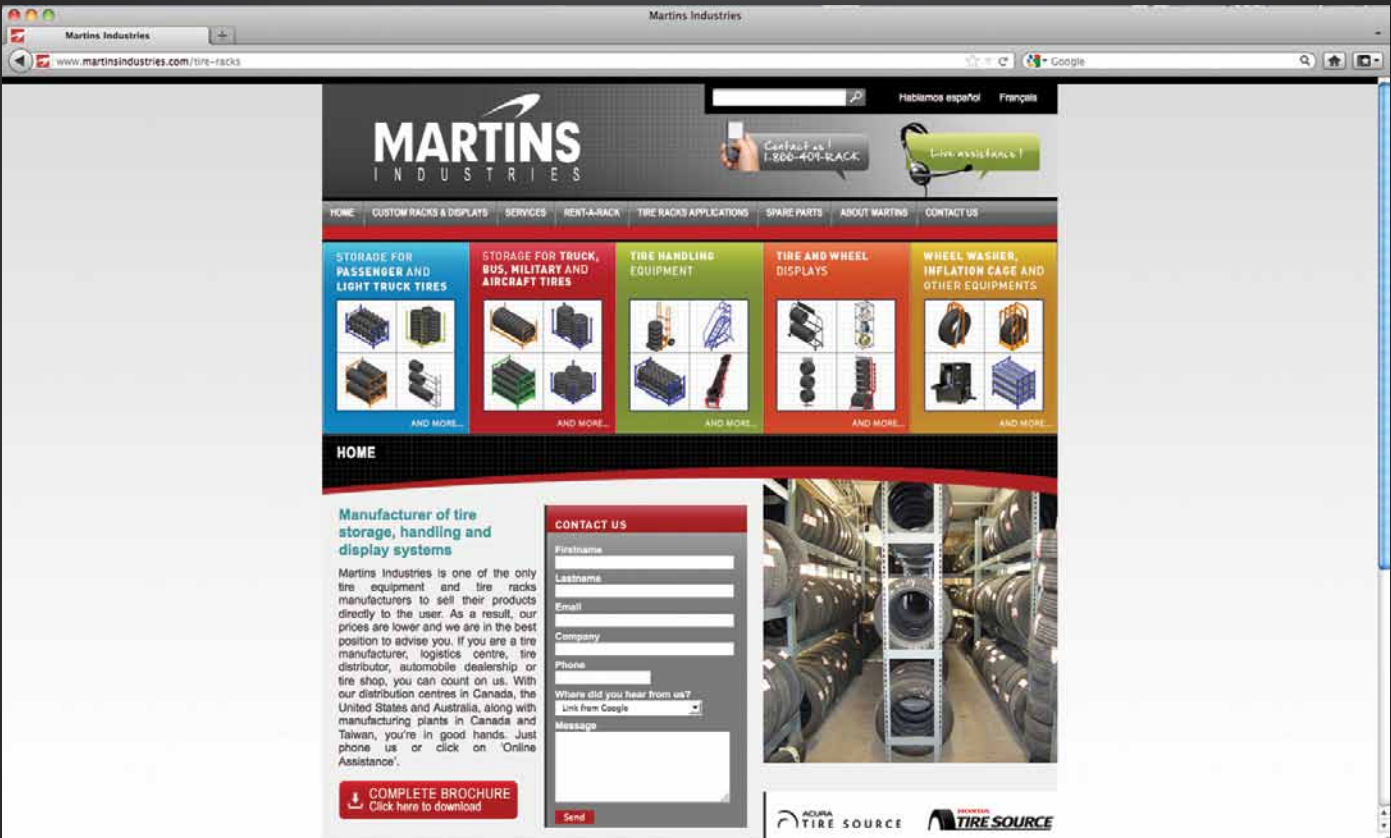 Martins Industries
Martins Industries
www.martinsindustries.com/tire-racks
Google
Hablamos español Français
MARTINS
INDUSTRIES
Contact us !
1.800-409-RACK
Live assistance !
HOME CUSTOM RACKS & DISPLAYS SERVICES RENT-A-RACK TIRE RACKS APPLICATIONS SPARE PARTS ABOUT MARTINS CONTACT US
STORAGE FOR
PASSENGER AND
LIGHT TRUCK TIRES
AND MORE...
STORAGE FOR TRUCK,
BUS, MILITARY AND
AIRCRAFT TIRES
AND MORE...
TIRE HANDLING
EQUIPMENT
AND MORE...
TIRE AND WHEEL
DISPLAYS
AND MORE...
WHEEL WASHER,
INFLATION CAGE AND
OTHER EQUIPMENTS
AND MORE...
HOME
Manufacturer of tire
storage, handling and
display systems
Martins Industries is one of the only
tire equipment and tire racks
manufacturers to sell their products
directly to the user. As a result, our
prices are lower and we are in the best
position to advise you. If you are a tire
manufacturer, logistics centre, tire
distributor, automobile dealership or
tire shop, you can count on us. With
our distribution centres in Canada, the
United States and Australia, along with
manufacturing plants in Canada and
Taiwan, you're in good hands. Just
phone us or click on 'Online
Assistance'.
COMPLETE BROCHURE
Click here to download
CONTACT US
Firstname
Lastname
Email
Company
Phone
Where did you hear from us?
Link from Google
Message
Send
ACURA
TIRE SOURCE
HONDA
TIRE SOURCE